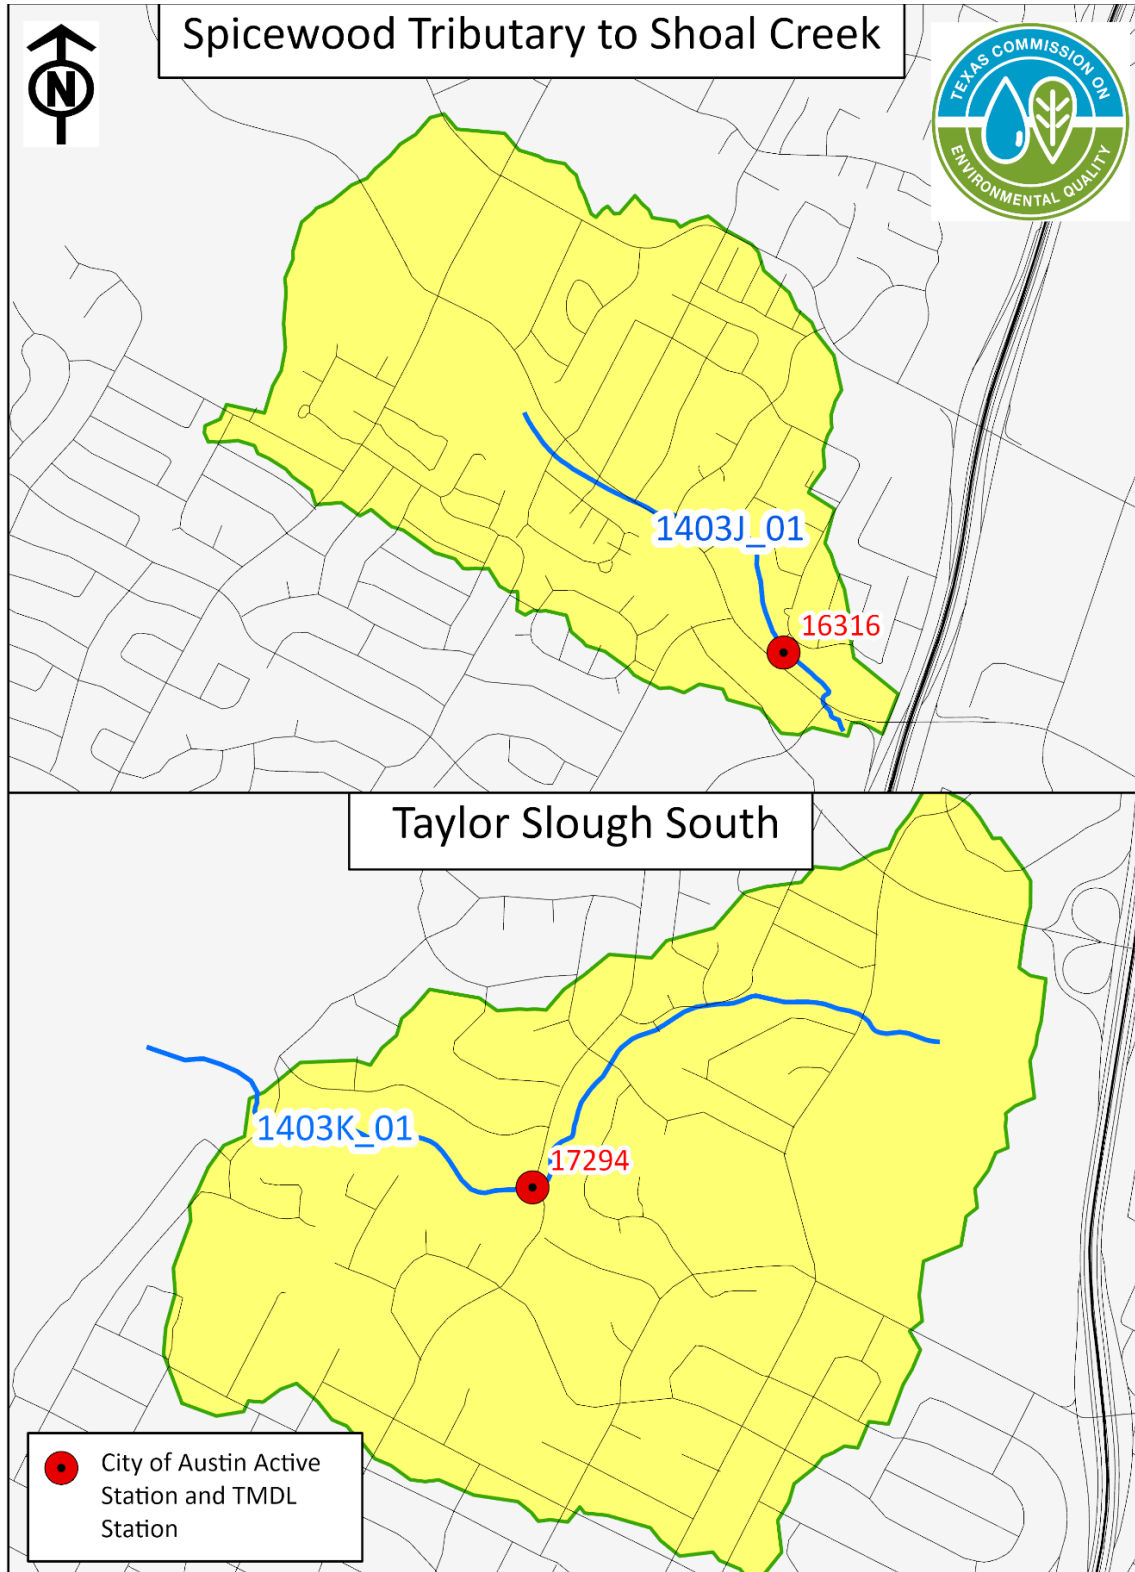 Spicewood Tributary to Shoal Creek
N
TEXAS COMMISSION ON
ENVIRONMENTAL QUALITY
1403J_01
16316
Taylor Slough South
1403K_01
17294
City of Austin Active
Station and TMDL
Station